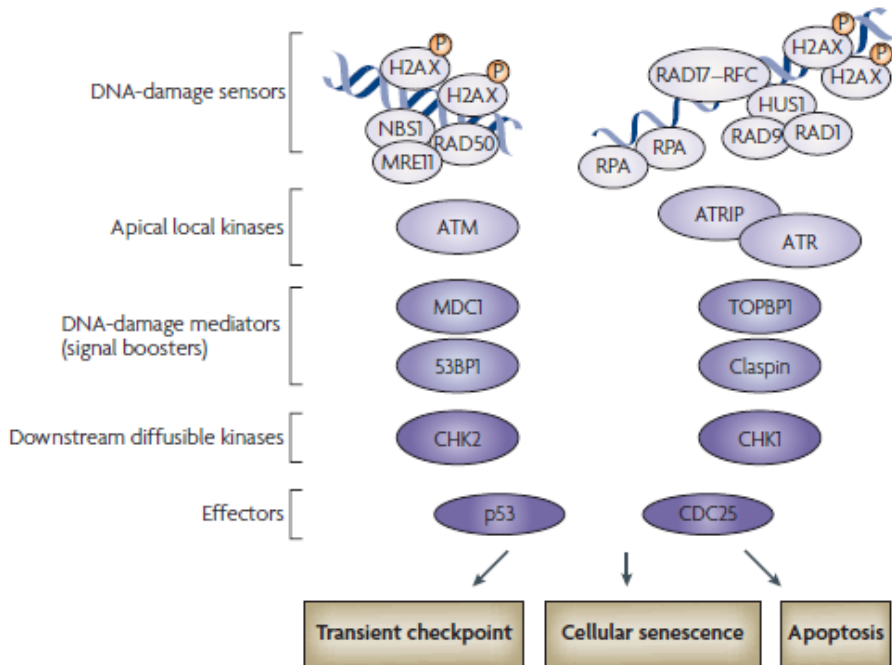 DNA-damage sensors
P
H2AX
P
H2AX
NBS1
RAD50
MRE11
P
H2AX
P
H2AX
RAD17–RFC
HUS1
RAD9
RAD1
RPA
RPA
Apical local kinases
ATM
ATRIP
ATR
DNA-damage mediators
(signal boosters)
MDC1
TOPBP1
53BP1
Claspin
Downstream diffusible kinases
CHK2
CHK1
Effectors
p53
CDC25
Transient checkpoint
Cellular senescence
Apoptosis